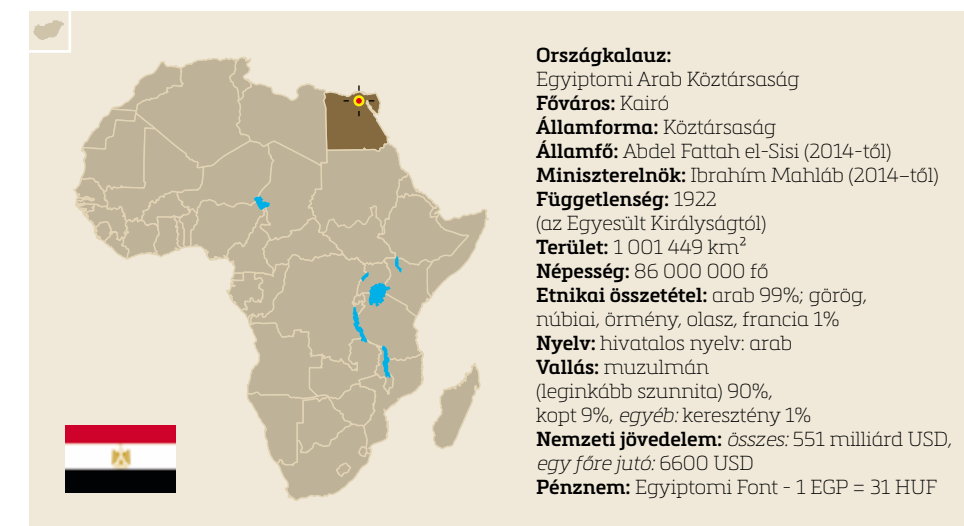 Országkalauz:
Egyiptomi Arab Köztársaság
Főváros: Kairó
Államforma: Köztársaság
Államfő: Abdel Fattah el-Sisi (2014-től)
Miniszterelnök: Ibrahím Mahláb (2014–től)
Függetlenség: 1922
(az Egyesült Királyságtól)
Terület: 1 001 449 km²
Népesség: 86 000 000 fő
Etnikai összetétel: arab 99%; görög,
núbiai, örmény, olasz, francia 1%
Nyelv: hivatalos nyelv: arab
Vallás: muzulmán
(leginkább szunnita) 90%,
kopt 9%, egyéb: keresztény 1%
Nemzeti jövedelem: összes: 551 milliárd USD,
egy főre jutó: 6600 USD
Pénznem: Egyiptomi Font - 1 EGP = 31 HUF